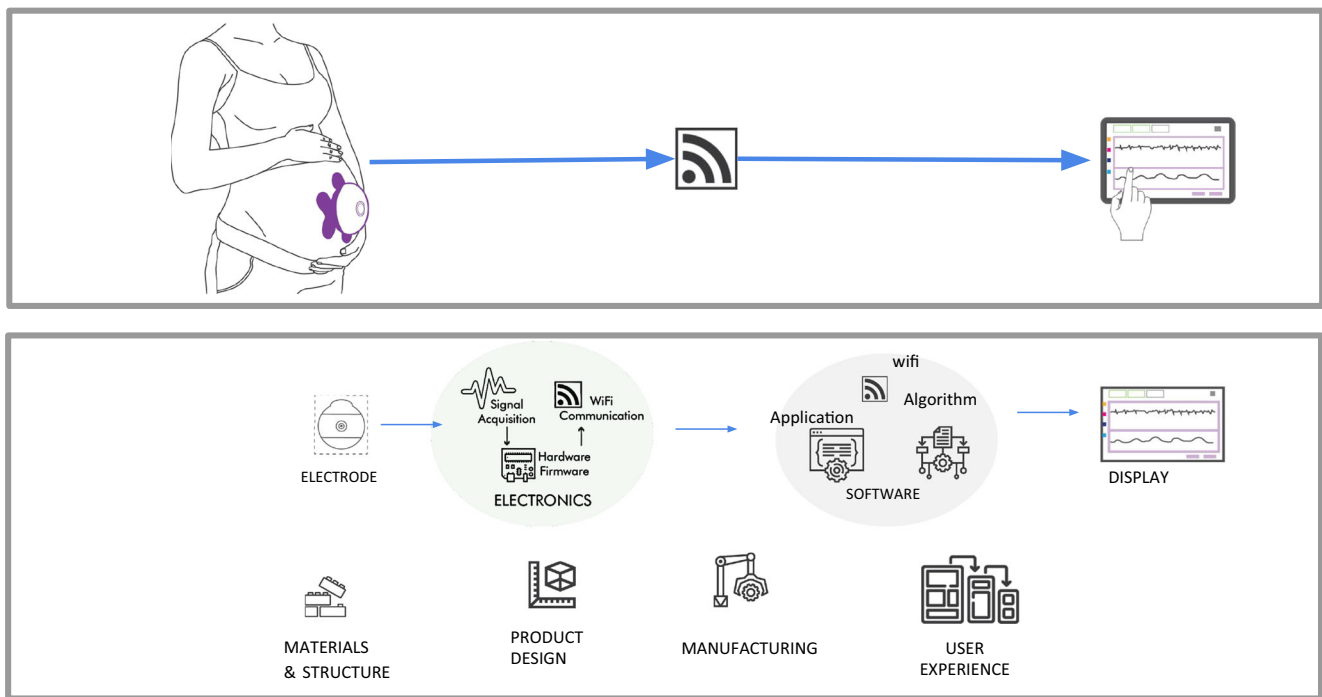 wifi
Signal
Acquisition
WiFi
Communication
Hardware
Firmware
ELECTRONICS
Application
Algorithm
SOFTWARE
ELECTRODE
DISPLAY
MATERIALS
& STRUCTURE
PRODUCT
DESIGN
MANUFACTURING
USER
EXPERIENCE